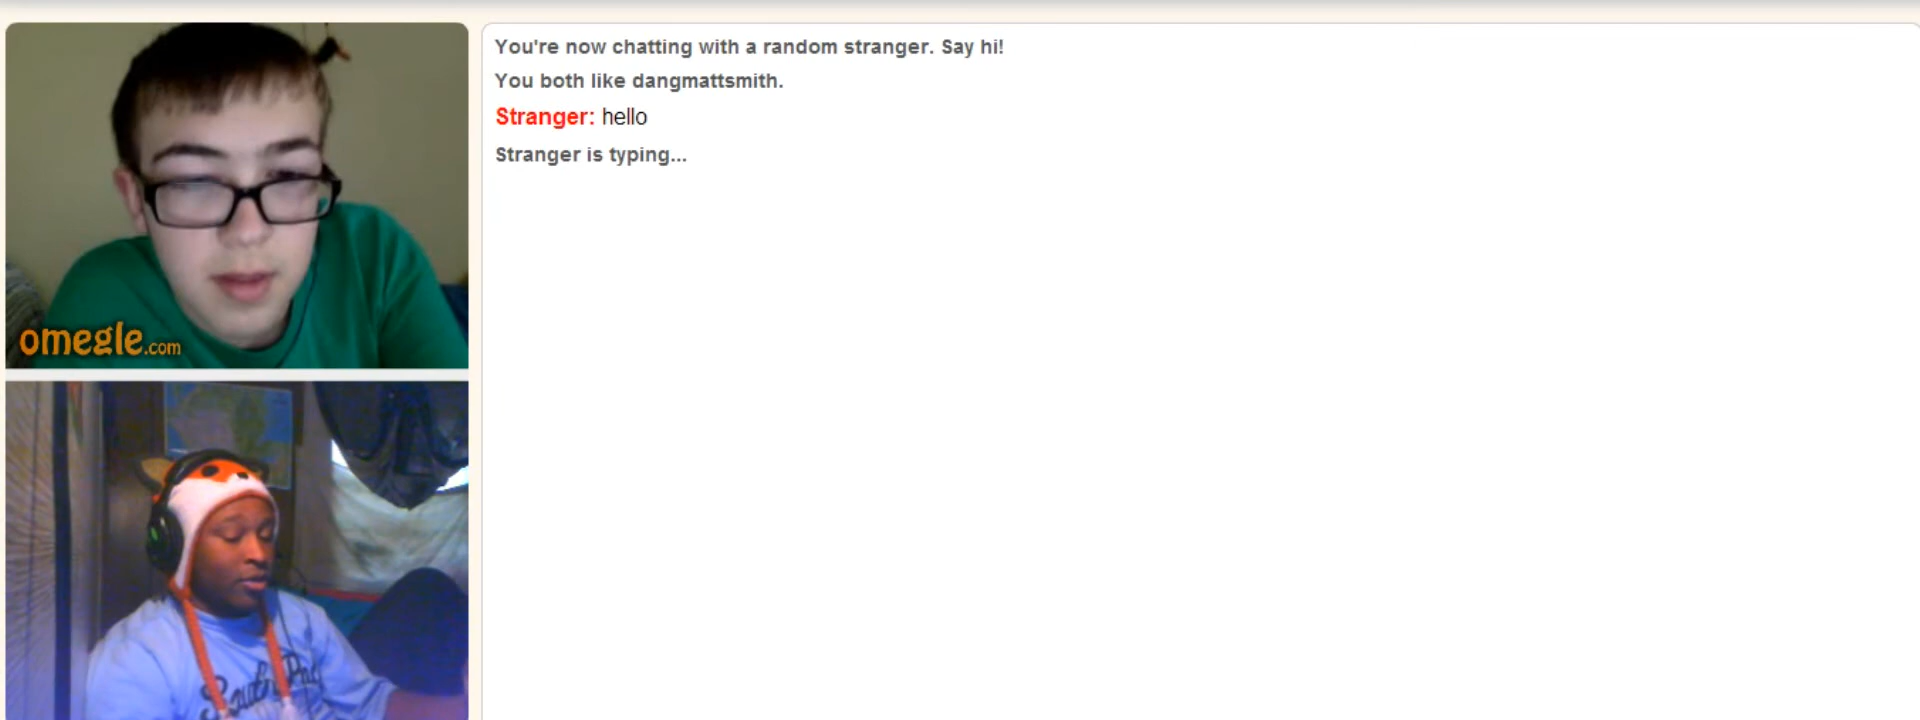 You're now chatting with a random stranger. Say hi!
You both like dangmattsmith.
Stranger: hello
Stranger is typing...
omegle.com
South